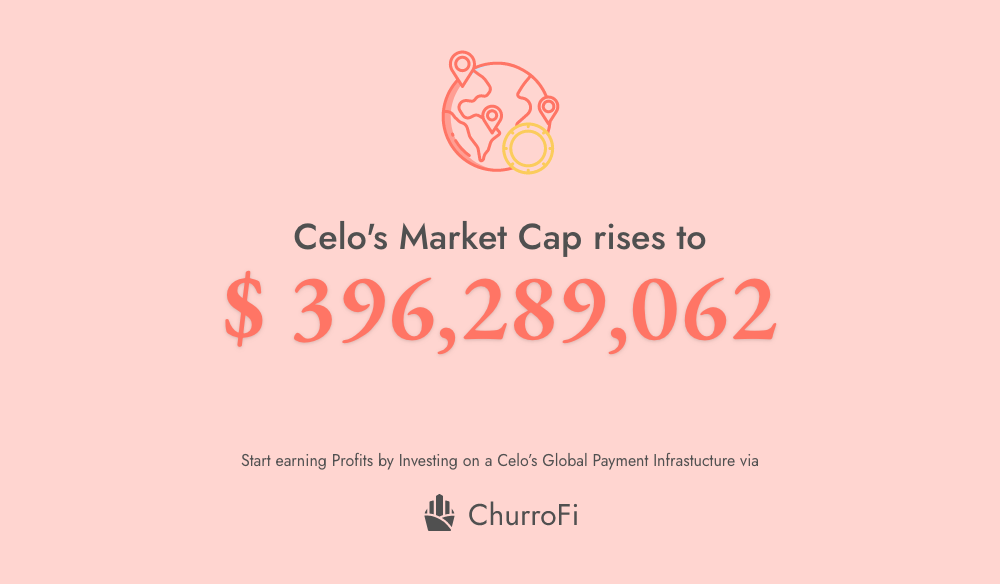 Celo's Market Cap rises to
$ 396,289,062
Start earning Profits by Investing on a Celo’s Global Payment Infrastucture via
ChurroFi